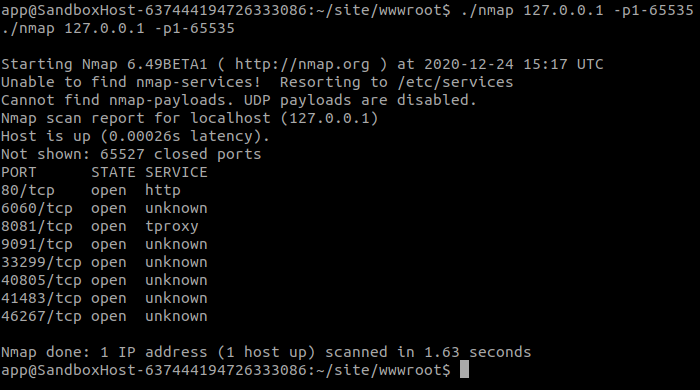 app@SandboxHost-637444194726333086:~/site/wwwroot$ ./nmap 127.0.0.1 -p1-65535
./nmap 127.0.0.1 -p1-65535
Starting Nmap 6.49BETA1 ( http://nmap.org ) at 2020-12-24 15:17 UTC
Unable to find nmap-services!  Resorting to /etc/services
Cannot find nmap-payloads. UDP payloads are disabled.
Nmap scan report for localhost (127.0.0.1)
Host is up (0.00026s latency).
Not shown: 65527 closed ports
PORT      STATE SERVICE
80/tcp    open  http
6060/tcp  open  unknown
8081/tcp  open  tproxy
9091/tcp  open  unknown
33299/tcp open  unknown
40805/tcp open  unknown
41483/tcp open  unknown
46267/tcp open  unknown
Nmap done: 1 IP address (1 host up) scanned in 1.63 seconds
app@SandboxHost-637444194726333086:~/site/wwwroot$